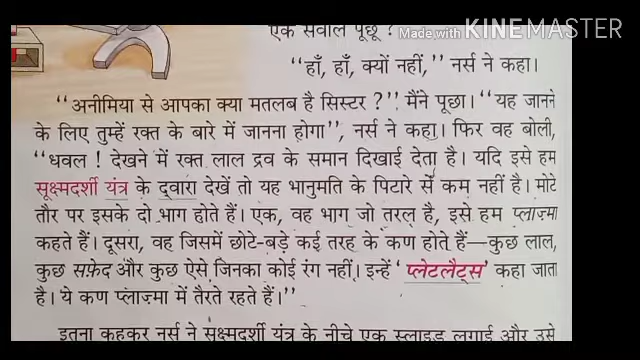 एक सवाल पूछूँ ?
Made with KINEMASTER
“हाँ, हाँ, क्यों नहीं,” नर्स ने कहा।
“अनीमिया से आपका क्या मतलब है सिस्टर ?” मैंने पूछा। “यह जानने
के लिए तुम्हें रक्त के बारे में जानना होगा”, नर्स ने कहा। फिर वह बोली,
“धवल ! देखने में रक्त लाल द्रव के समान दिखाई देता है। यदि इसे हम
सूक्ष्मदर्शी यंत्र के द्वारा देखें तो यह भानुमति के पिटारे से कम नहीं है। मोटे
तौर पर इसके दो भाग होते हैं। एक, वह भाग जो तरल है, इसे हम प्लाज़्मा
कहते हैं। दूसरा, वह जिसमें छोटे-बड़े कई तरह के कण होते हैं—कुछ लाल,
कुछ सफ़ेद और कुछ ऐसे जिनका कोई रंग नहीं। इन्हें ‘प्लेटलैट्स’ कहा जाता
है। ये कण प्लाज़्मा में तैरते रहते हैं।”
इतना कहकर नर्स ने सूक्ष्मदर्शी यंत्र के नीचे एक स्लाइड लगाई और उसे